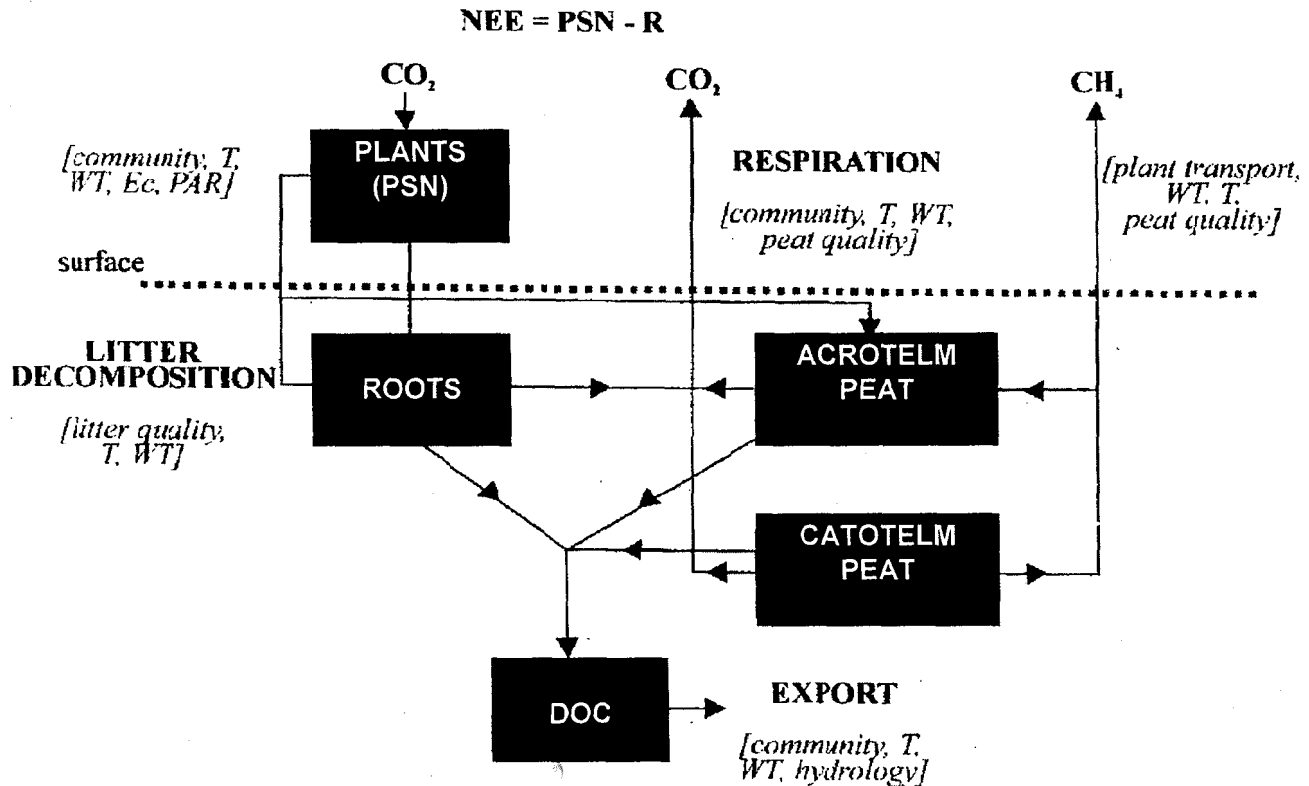 NEE = PSN - R
CO₂
CO₂
CH₄
PLANTS
(PSN)
[community, T,
WT, Ec, PAR]
RESPIRATION
[community, T, WT,
peat quality]
[plant transport,
WT, T,
peat quality]
surface
LITTER
DECOMPOSITION
[litter quality,
T, WT]
ROOTS
ACROTELM
PEAT
CATOTELM
PEAT
DOC
EXPORT
[community, T,
WT, hydrology]